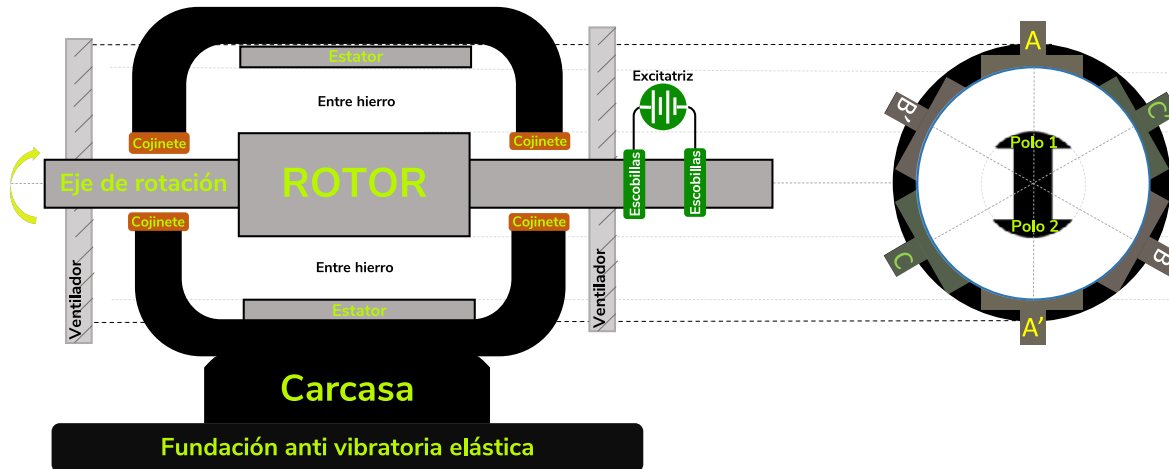 Estator
Entre hierro
Excitatriz
Cojinete
Cojinete
Eje de rotación
ROTOR
Escobillas
Escobillas
Cojinete
Cojinete
Entre hierro
Ventilador
Ventilador
Estator
Carcasa
Fundación anti vibratoria elástica
A
B'
C'
Polo 1
Polo 2
C
B
A'